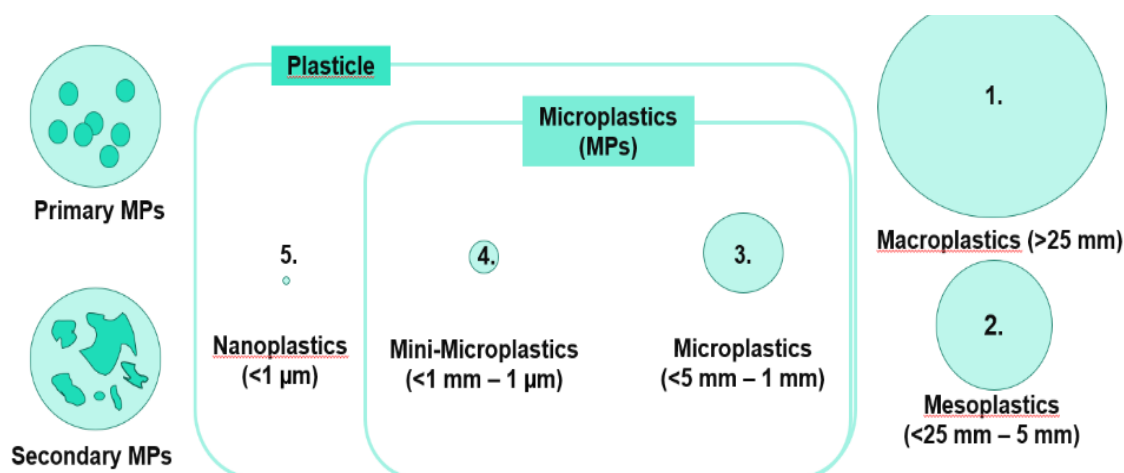 Plasticle
Microplastics
(MPs)
1.
Primary MPs
Macroplastics (>25 mm)
5.
4.
3.
2.
Nanoplastics
(<1 µm)
Mini-Microplastics
(<1 mm – 1 µm)
Microplastics
(<5 mm – 1 mm)
Mesoplastics
(<25 mm – 5 mm)
Secondary MPs